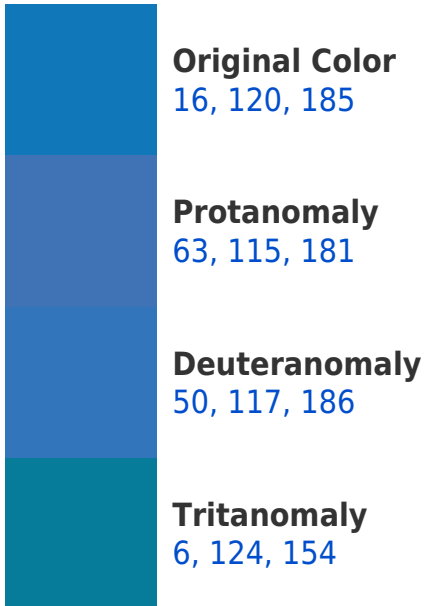 Original Color
16, 120, 185
Protanomaly
63, 115, 181
Deuteranomaly
50, 117, 186
Tritanomaly
6, 124, 154